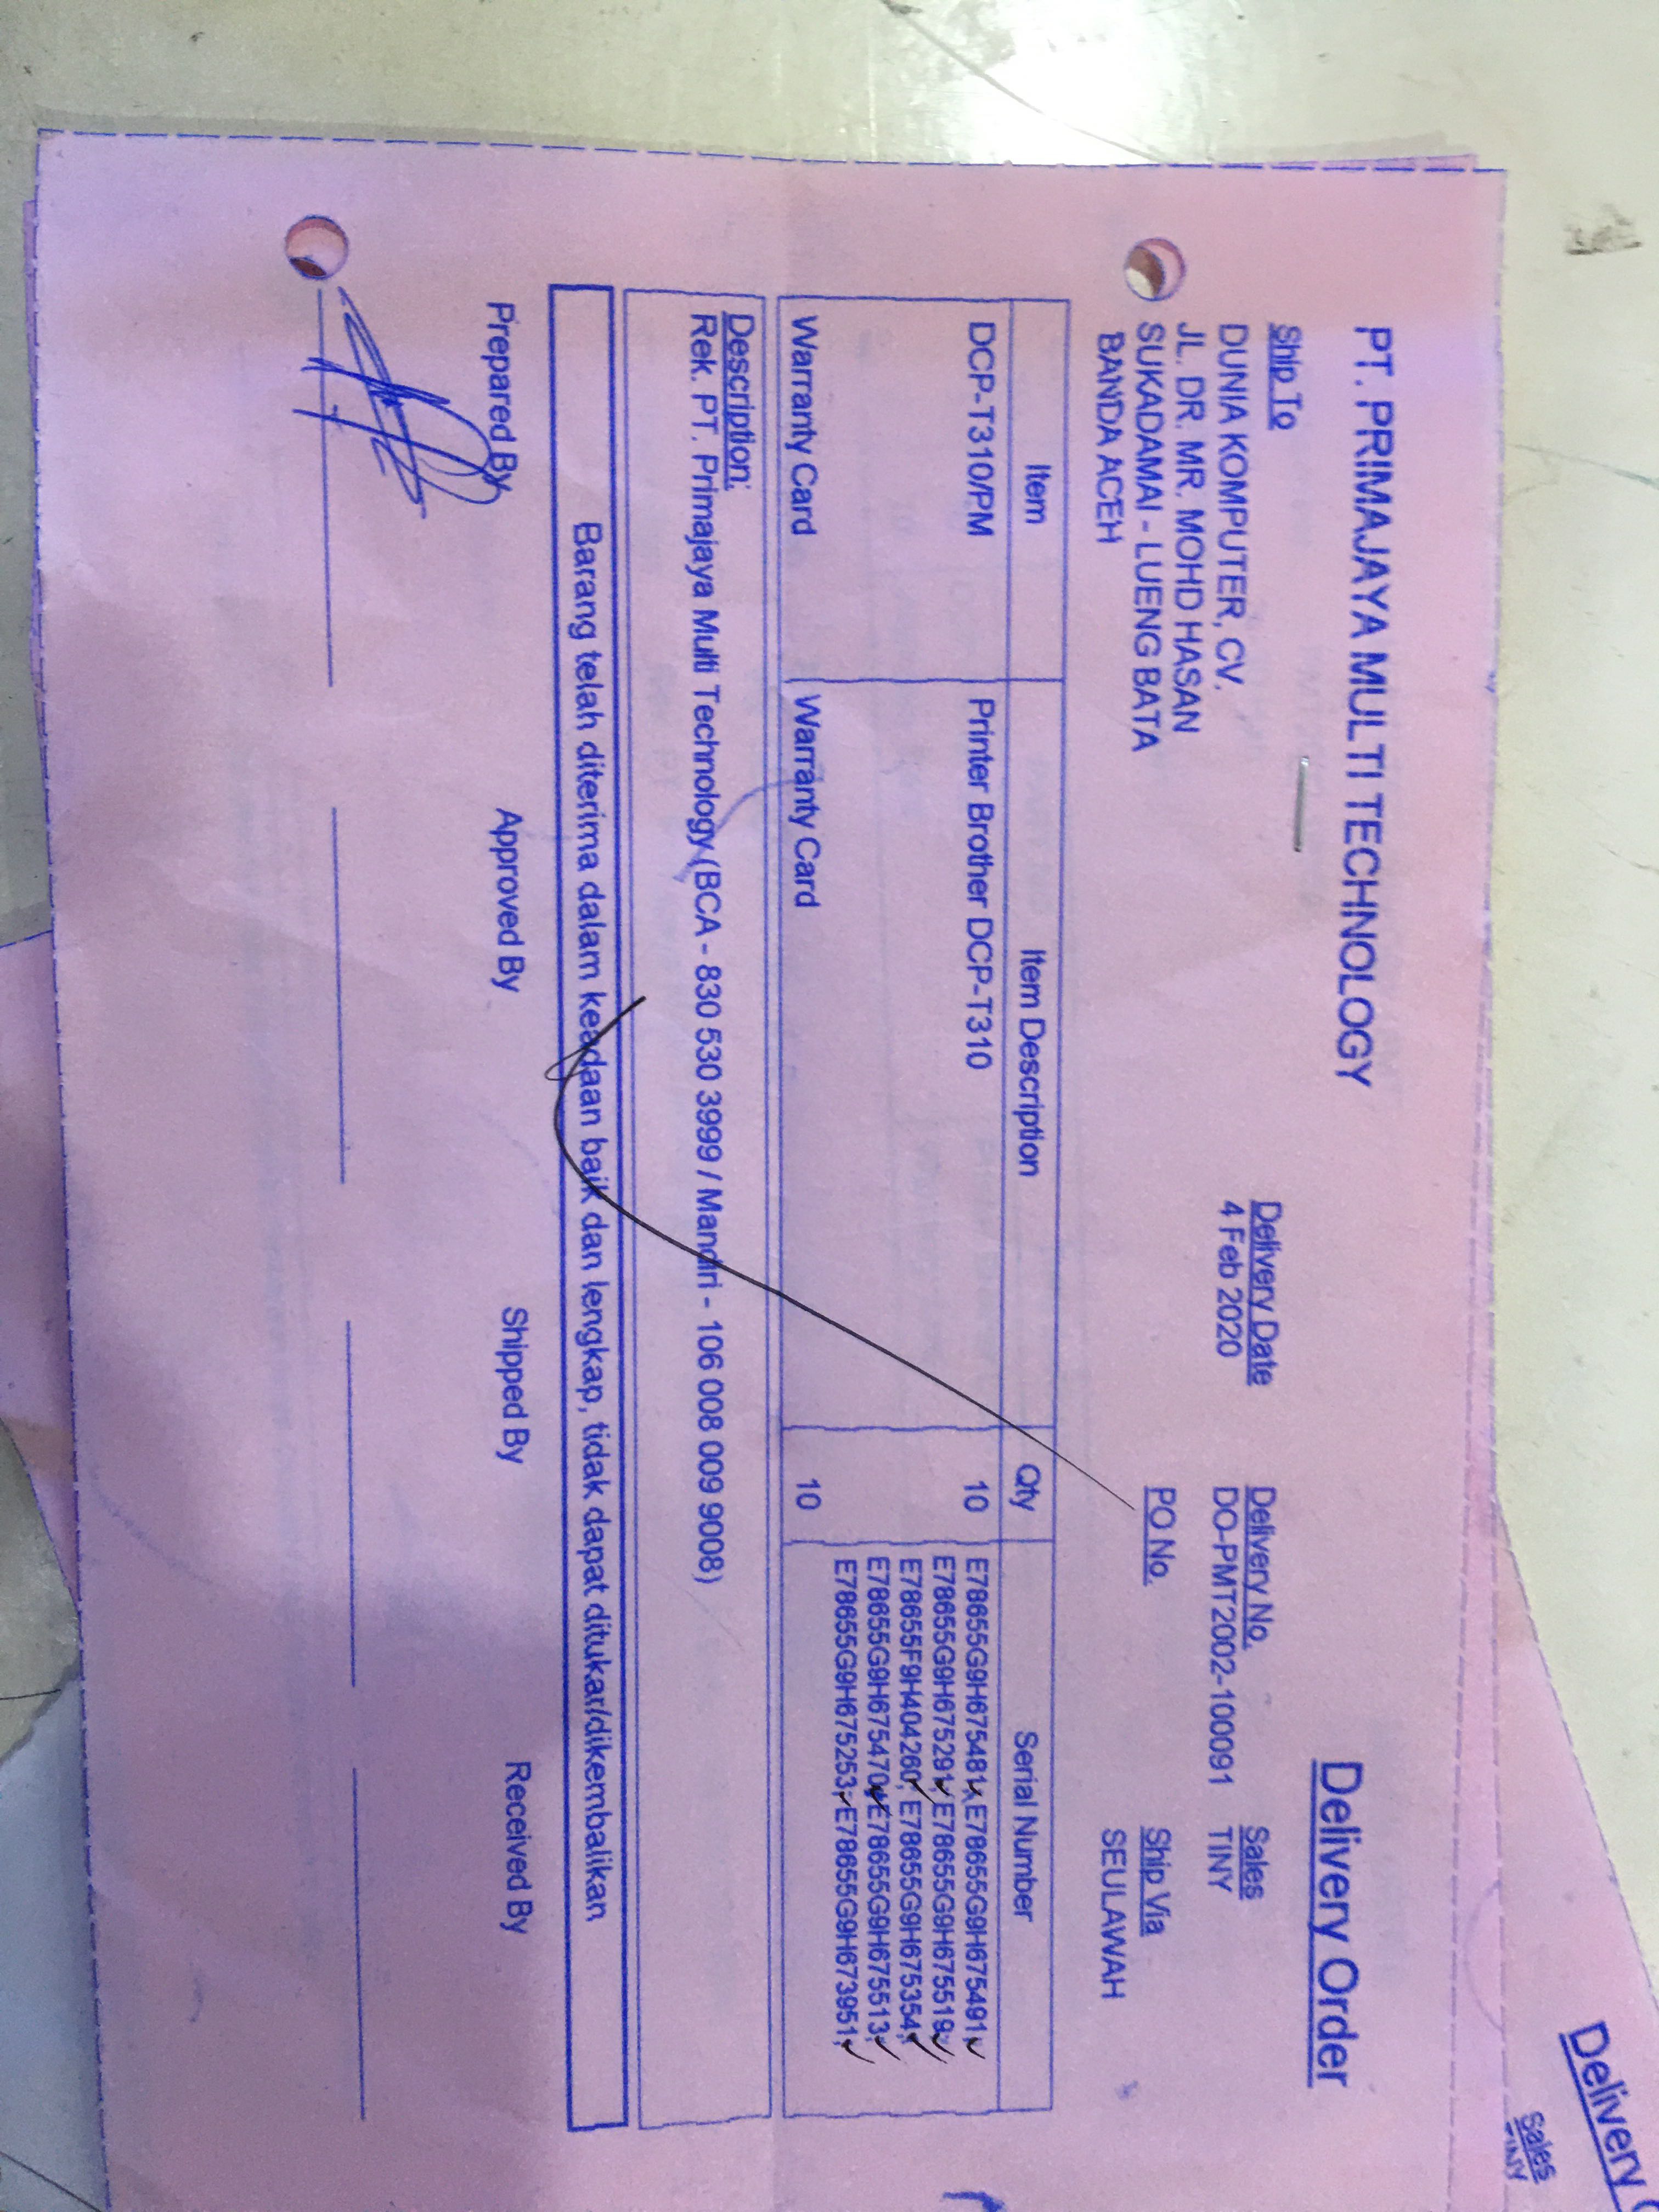 PT. PRIMAJAYA MULTI TECHNOLOGY
Delivery Order
Ship To
DUNIA KOMPUTER, CV.
JL. DR. MR. MOHD HASAN
SUKADAMAI - LUENG BATA
BANDA ACEH
Delivery Date
4 Feb 2020
Delivery No.
DO-PMT2002-10091
Sales
TINY
PO No.
Ship Via
SEULAWAH
Item Item Description Qty Serial Number
DCP-T310/PM Printer Brother DCP-T310 10 E78655G9H675481, E78655G9H675491,
E78655G9H675291, E78655G9H675519,
E78655F9H404260, E78655G9H675354,
E78655G9H675470, E78655G9H675513,
E78655G9H675253, E78655G9H673951,
Warranty Card Warranty Card 10
Description:
Rek. PT. Primajaya Multi Technology (BCA - 830 530 3999 / Mandiri - 106 008 009 9008)
Barang telah diterima dalam keadaan baik dan lengkap, tidak dapat ditukar/dikembalikan
Prepared By Approved By Shipped By Received By
Delivery
Sales
TINY